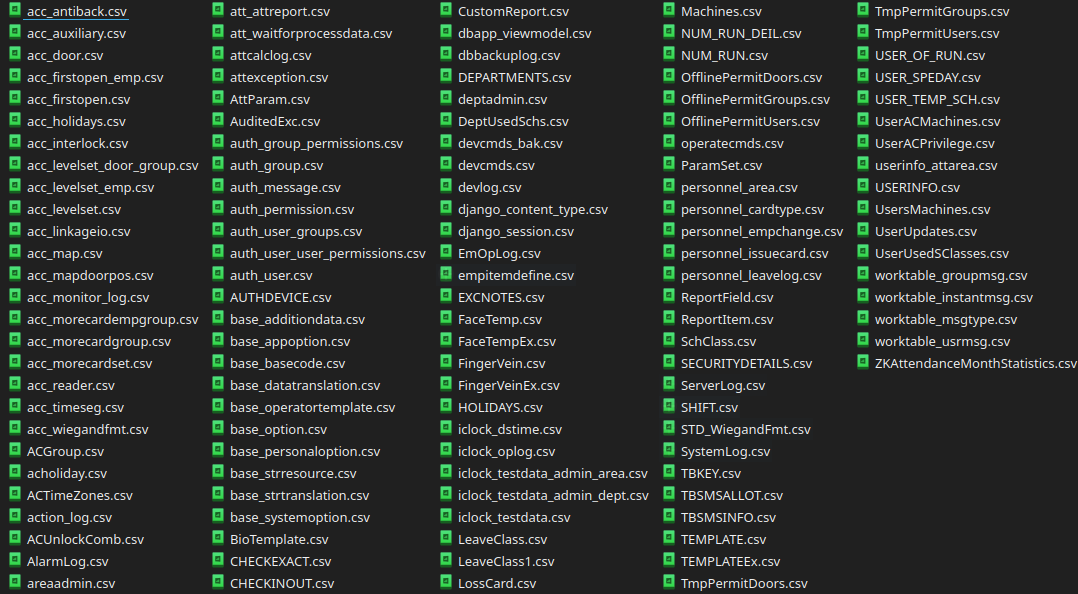 acc_antiback.csv
acc_auxiliary.csv
acc_door.csv
acc_firstopen_emp.csv
acc_firstopen.csv
acc_holidays.csv
acc_interlock.csv
acc_levelset_door_group.csv
acc_levelset_emp.csv
acc_levelset.csv
acc_linkageio.csv
acc_map.csv
acc_mapdoorpos.csv
acc_monitor_log.csv
acc_morecardempgroup.csv
acc_morecardgroup.csv
acc_morecardset.csv
acc_reader.csv
acc_timeseg.csv
acc_wiegandfmt.csv
ACGroup.csv
acholiday.csv
ACTimeZones.csv
action_log.csv
ACUnlockComb.csv
AlarmLog.csv
areaadmin.csv
att_attreport.csv
att_waitforprocessdata.csv
attcalclog.csv
attexception.csv
AttParam.csv
AuditedExc.csv
auth_group_permissions.csv
auth_group.csv
auth_message.csv
auth_permission.csv
auth_user_groups.csv
auth_user_user_permissions.csv
auth_user.csv
AUTHDEVICE.csv
base_additiondata.csv
base_appoption.csv
base_basecode.csv
base_datatranslation.csv
base_operatortemplate.csv
base_option.csv
base_personaloption.csv
base_strresource.csv
base_strtranslation.csv
base_systemoption.csv
BioTemplate.csv
CHECKEXACT.csv
CHECKINOUT.csv
CustomReport.csv
dbapp_viewmodel.csv
dbbackuplog.csv
DEPARTMENTS.csv
deptadmin.csv
DeptUsedSchs.csv
devcmds_bak.csv
devcmds.csv
devlog.csv
django_content_type.csv
django_session.csv
EmOpLog.csv
empitemdefine.csv
EXCNOTES.csv
FaceTemp.csv
FaceTempEx.csv
FingerVein.csv
FingerVeinEx.csv
HOLIDAYS.csv
iclock_dstime.csv
iclock_oplog.csv
iclock_testdata_admin_area.csv
iclock_testdata_admin_dept.csv
iclock_testdata.csv
LeaveClass.csv
LeaveClass1.csv
LossCard.csv
Machines.csv
NUM_RUN_DEIL.csv
NUM_RUN.csv
OfflinePermitDoors.csv
OfflinePermitGroups.csv
OfflinePermitUsers.csv
operatecmds.csv
ParamSet.csv
personnel_area.csv
personnel_cardtype.csv
personnel_empchange.csv
personnel_issuecard.csv
personnel_leavelog.csv
ReportField.csv
ReportItem.csv
SchClass.csv
SECURITYDETAILS.csv
ServerLog.csv
SHIFT.csv
STD_WiegandFmt.csv
SystemLog.csv
TBKEY.csv
TBSMSALLOT.csv
TBSMSINFO.csv
TEMPLATE.csv
TEMPLATEEx.csv
TmpPermitDoors.csv
TmpPermitGroups.csv
TmpPermitUsers.csv
USER_OF_RUN.csv
USER_SPEDAY.csv
USER_TEMP_SCH.csv
UserACMachines.csv
UserACPrivilege.csv
userinfo_attarea.csv
USERINFO.csv
UsersMachines.csv
UserUpdates.csv
UserUsedSClasses.csv
worktable_groupmsg.csv
worktable_instantmsg.csv
worktable_msgtype.csv
worktable_usrmsg.csv
ZKAttendanceMonthStatistics.csv